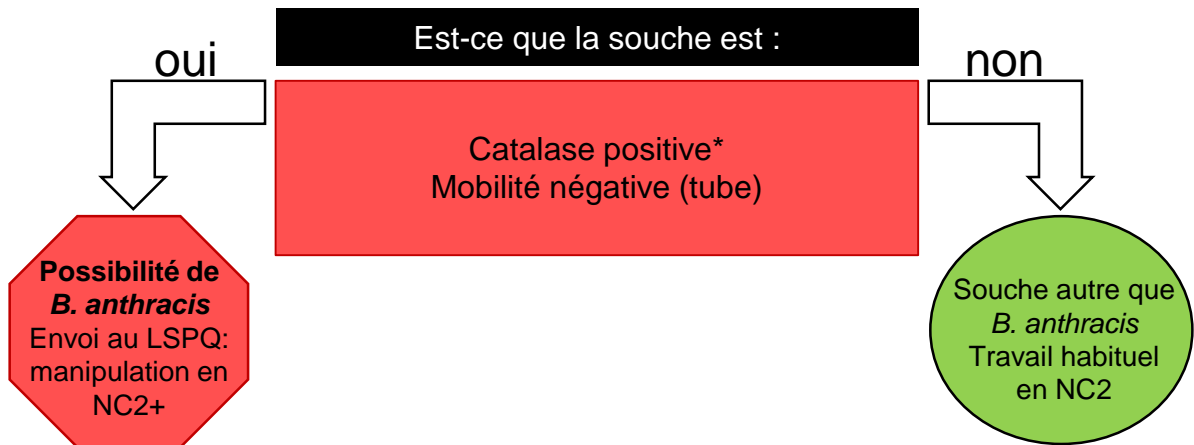 Est-ce que la souche est :
oui
non
Catalase positive*
Mobilité négative (tube)
Possibilité de
B. anthracis
Envoi au LSPQ:
manipulation en
NC2+
Souche autre que
B. anthracis
Travail habituel
en NC2